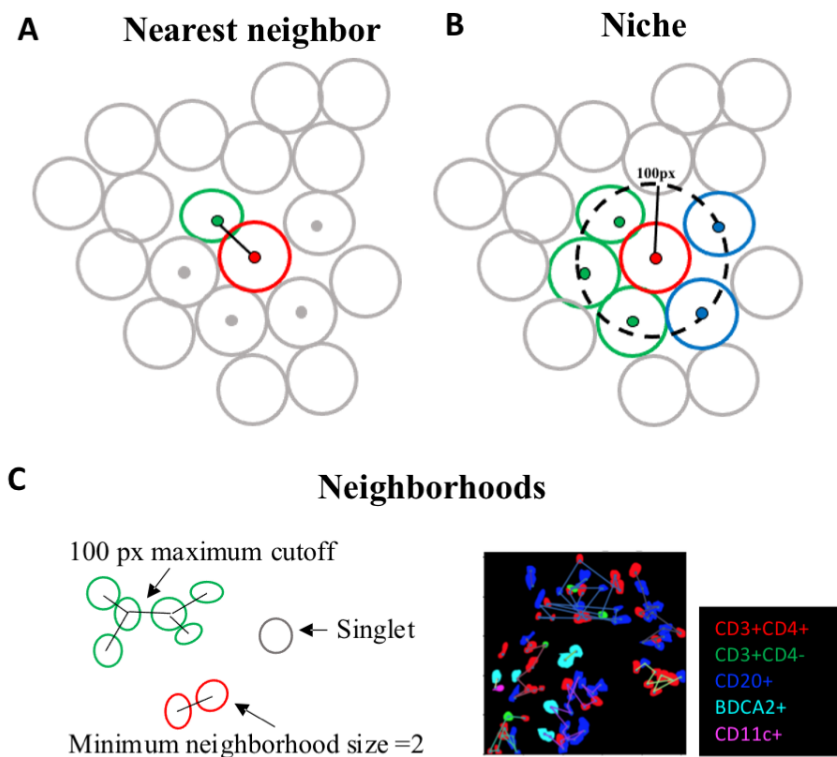 A
Nearest neighbor
B
Niche
100px
C
Neighborhoods
100 px maximum cutoff
Singlet
Minimum neighborhood size =2
CD3+CD4+
CD3+CD4-
CD20+
BDCA2+
CD11c+